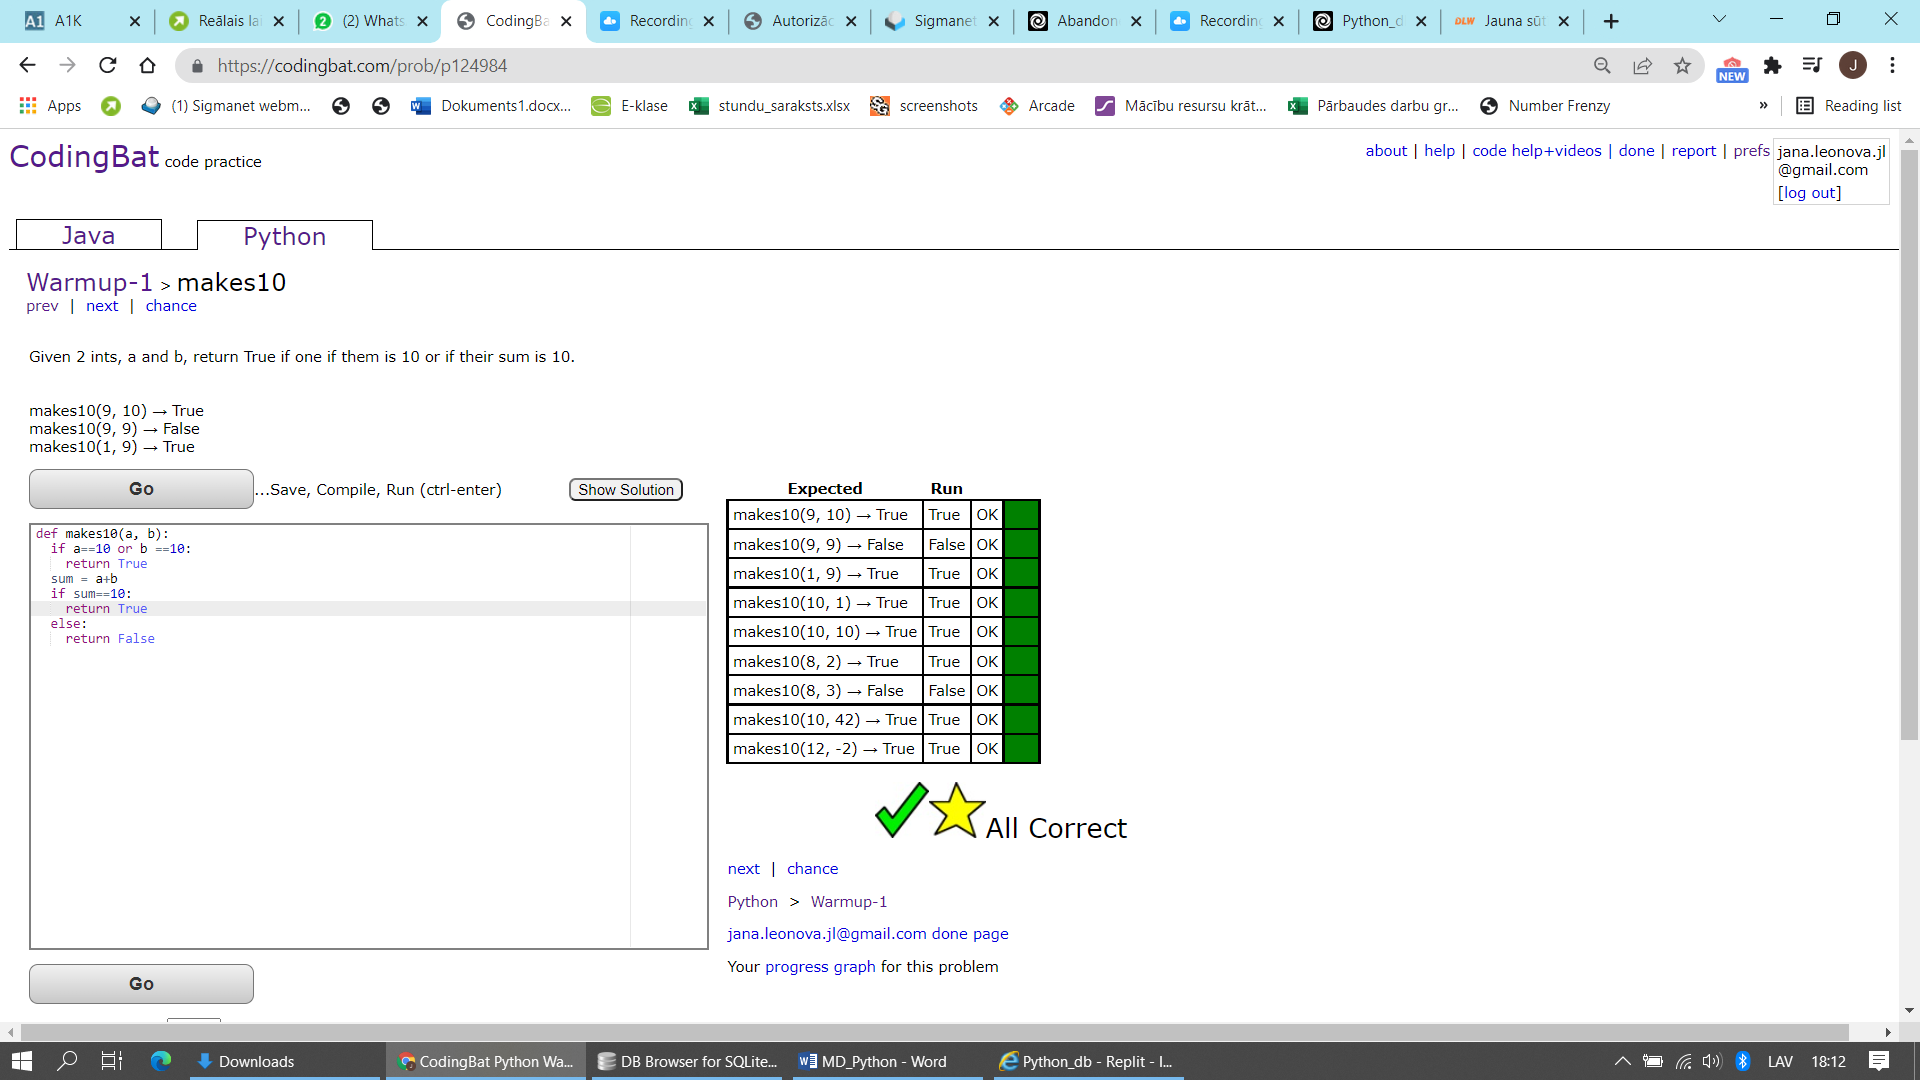 A1K
Reālais lai
(2) Whats
CodingBa
Recording
Autorizāc
Sigmanet
Abandon
Recording
Python_d
Jauna sūt
https://codingbat.com/prob/p124984
NEW
J
Apps
(1) Sigmanet webm...
Dokuments1.docx...
E-klase
stundu_saraksts.xlsx
screenshots
Arcade
Mācību resursu krāt...
Pārbaudes darbu gr...
Number Frenzy
»
Reading list
CodingBat code practice
about | help | code help+videos | done | report | prefs
jana.leonova.jl
@gmail.com
[log out]
Java
Python
Warmup-1 > makes10
prev | next | chance
Given 2 ints, a and b, return True if one if them is 10 or if their sum is 10.
makes10(9, 10) → True
makes10(9, 9) → False
makes10(1, 9) → True
Go
...Save, Compile, Run (ctrl-enter)
Show Solution
def makes10(a, b):
if a==10 or b ==10:
return True
sum = a+b
if sum==10:
return True
else:
return False
Go
Expected Run
makes10(9, 10) → True True OK
makes10(9, 9) → False False OK
makes10(1, 9) → True True OK
makes10(10, 1) → True True OK
makes10(10, 10) → True True OK
makes10(8, 2) → True True OK
makes10(8, 3) → False False OK
makes10(10, 42) → True True OK
makes10(12, -2) → True True OK
All Correct
next | chance
Python > Warmup-1
jana.leonova.jl@gmail.com done page
Your progress graph for this problem
Downloads
CodingBat Python Wa...
DB Browser for SQLite...
MD_Python - Word
Python_db - Replit - I...
LAV
18:12